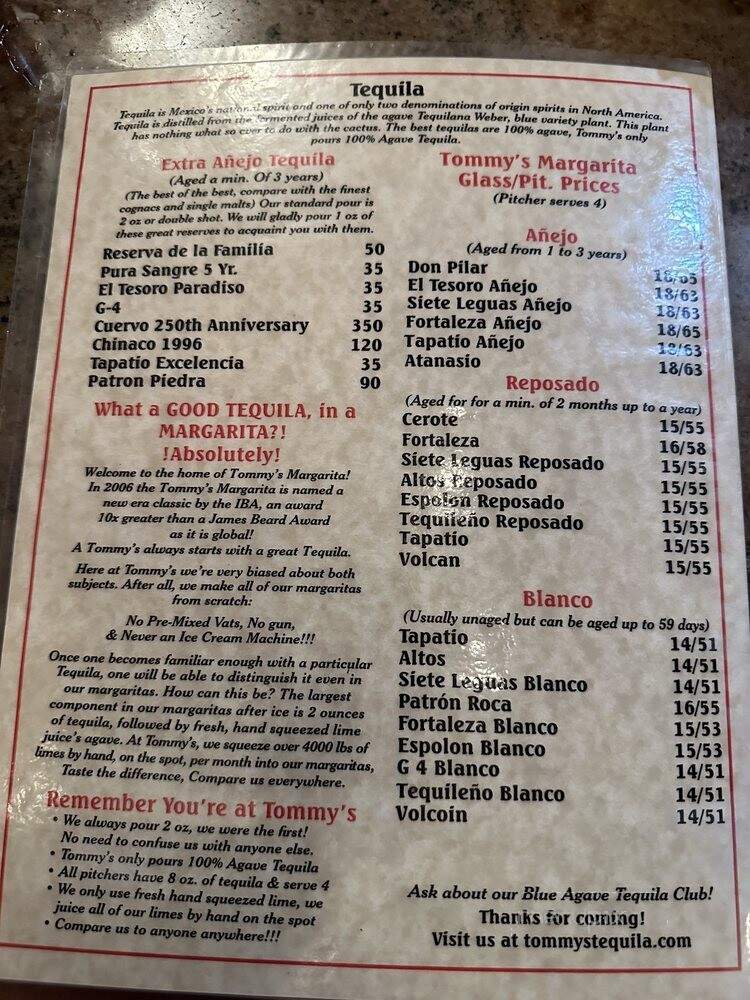 Tequila
Tequila is Mexico's national spirit and one of only two denominations of origin spirits in North America.
Tequila is distilled from the fermented juices of the agave Tequilana Weber, blue variety plant. This plant
has nothing what so ever to do with the cactus. The best tequilas are 100% agave, Tommy's only
pours 100% Agave Tequila.
Extra Añejo Tequila
(Aged a min. Of 3 years)
(The best of the best, compare with the finest
cognacs and single malts) Our standard pour is
2 oz or double shot. We will gladly pour 1 oz of
these great reserves to acquaint you with them.
Reserva de la Familia 50
Pura Sangre 5 Yr. 35
El Tesoro Paradiso 35
G-4 35
Cuervo 250th Anniversary 350
Chinaco 1996 120
Tapatio Excelencia 35
Patron Piedra 90
What a GOOD TEQUILA, in a
MARGARITA?!
!Absolutely!
Welcome to the home of Tommy's Margarita!
In 2006 the Tommy's Margarita is named a
new era classic by the IBA, an award
10x greater than a James Beard Award
as it is global!
A Tommy's always starts with a great Tequila.
Here at Tommy's we're very biased about both
subjects. After all, we make all of our margaritas
from scratch:
No Pre-Mixed Vats, No gun,
& Never an Ice Cream Machine!!!
Once one becomes familiar enough with a particular
Tequila, one will be able to distinguish it even in
our margaritas. How can this be? The largest
component in our margaritas after ice is 2 ounces
of tequila, followed by fresh, hand squeezed lime
juice's agave. At Tommy's, we squeeze over 4000 lbs of
limes by hand, on the spot, per month into our margaritas,
Taste the difference, Compare us everywhere.
Remember You're at Tommy's
• We always pour 2 oz, we were the first!
No need to confuse us with anyone else.
• Tommy's only pours 100% Agave Tequila
• All pitchers have 8 oz. of tequila & serve 4
• We only use fresh hand squeezed lime, we
juice all of our limes by hand on the spot
• Compare us to anyone anywhere!!!
Tommy's Margarita
Glass/Pit. Prices
(Pitcher serves 4)
Añejo
(Aged from 1 to 3 years)
Don Pilar 18/65
El Tesoro Añejo 18/63
Siete Leguas Añejo 18/63
Fortaleza Añejo 18/65
Tapatio Añejo 18/63
Atanasio 18/63
Reposado
(Aged for for a min. of 2 months up to a year)
Cerote 15/55
Fortaleza 16/58
Siete Leguas Reposado 15/55
Altos Reposado 15/55
Espolon Reposado 15/55
Tequileño Reposado 15/55
Tapatio 15/55
Volcan 15/55
Blanco
(Usually unaged but can be aged up to 59 days)
Tapatio 14/51
Altos 14/51
Siete Leguas Blanco 14/51
Patrón Roca 16/55
Fortaleza Blanco 15/53
Espolon Blanco 15/53
G 4 Blanco 14/51
Tequileño Blanco 14/51
Volcoin 14/51
Ask about our Blue Agave Tequila Club!
Thanks for coming!
Visit us at tommystequila.com